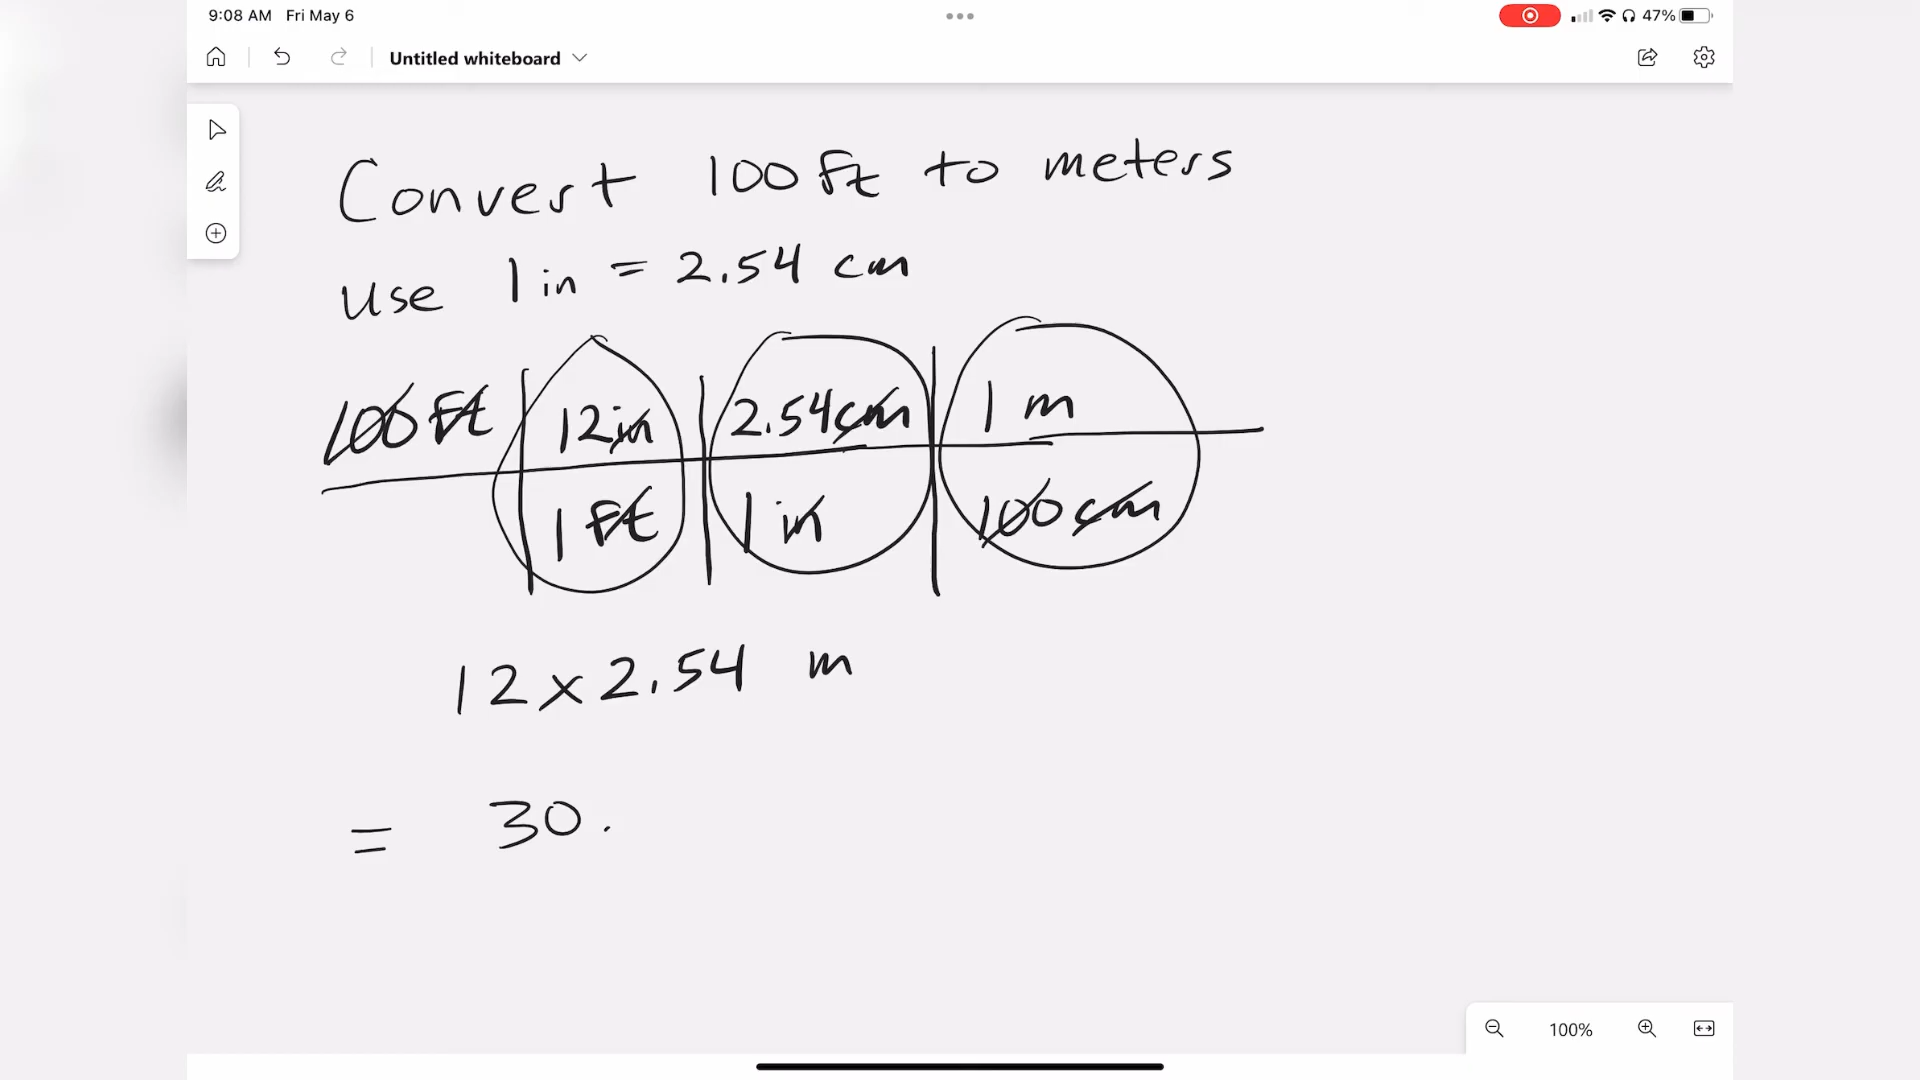 9:08 AM Fri May 6
47%
Untitled whiteboard
Convert 100 ft to meters
use 1 in = 2.54 cm
100 ft 12 in 2.54 cm 1 m
1 ft 1 in 100 cm
12 x 2.54 m
= 30.
100%